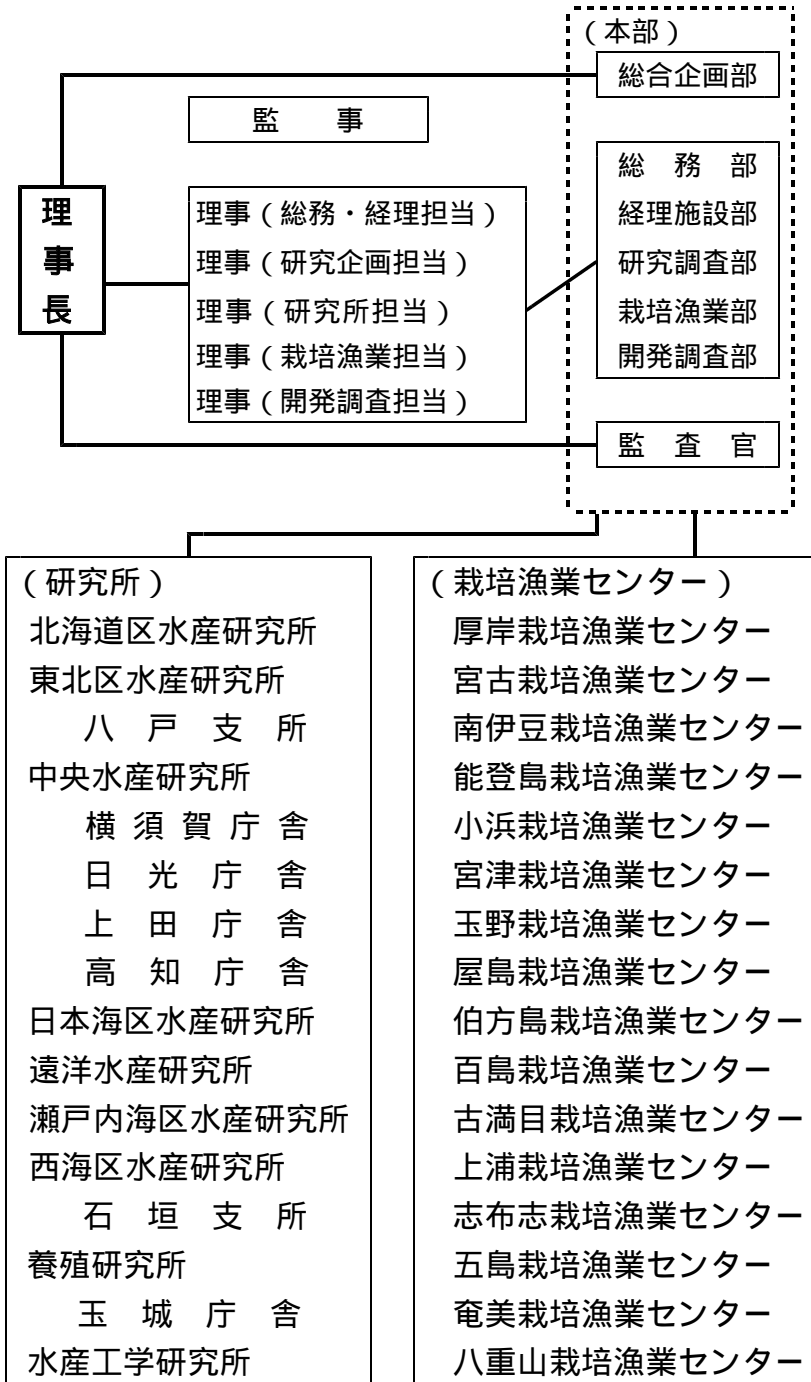 （本部）
総合企画部
監　事
総　務　部
経理施設部
研究調査部
栽培漁業部
開発調査部
理事長
理事（総務・経理担当）
理事（研究企画担当）
理事（研究所担当）
理事（栽培漁業担当）
理事（開発調査担当）
監　査　官
（研究所）
北海道区水産研究所
東北区水産研究所
八　戸　支　所
中央水産研究所
横 須 賀 庁 舎
日　光　庁　舎
上　田　庁　舎
高　知　庁　舎
日本海区水産研究所
遠洋水産研究所
瀬戸内海区水産研究所
西海区水産研究所
石　垣　支　所
養殖研究所
玉　城　庁　舎
水産工学研究所
（栽培漁業センター）
厚岸栽培漁業センター
宮古栽培漁業センター
南伊豆栽培漁業センター
能登島栽培漁業センター
小浜栽培漁業センター
宮津栽培漁業センター
玉野栽培漁業センター
屋島栽培漁業センター
伯方島栽培漁業センター
百島栽培漁業センター
古満目栽培漁業センター
上浦栽培漁業センター
志布志栽培漁業センター
五島栽培漁業センター
奄美栽培漁業センター
八重山栽培漁業センター